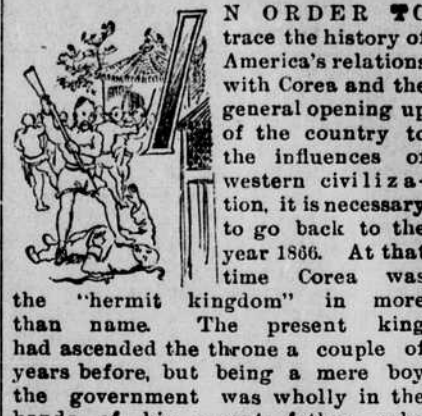 IN ORDER TO
trace the history of
America's relations
with Corea and the
general opening up
of the country to
the influences of
western civiliza-
tion, it is necessary
to go back to the
year 1866. At that
time Corea was
the "hermit kingdom" in more
than name. The present king
had ascended the throne a couple of
years before, but being a mere boy
the government was wholly in the